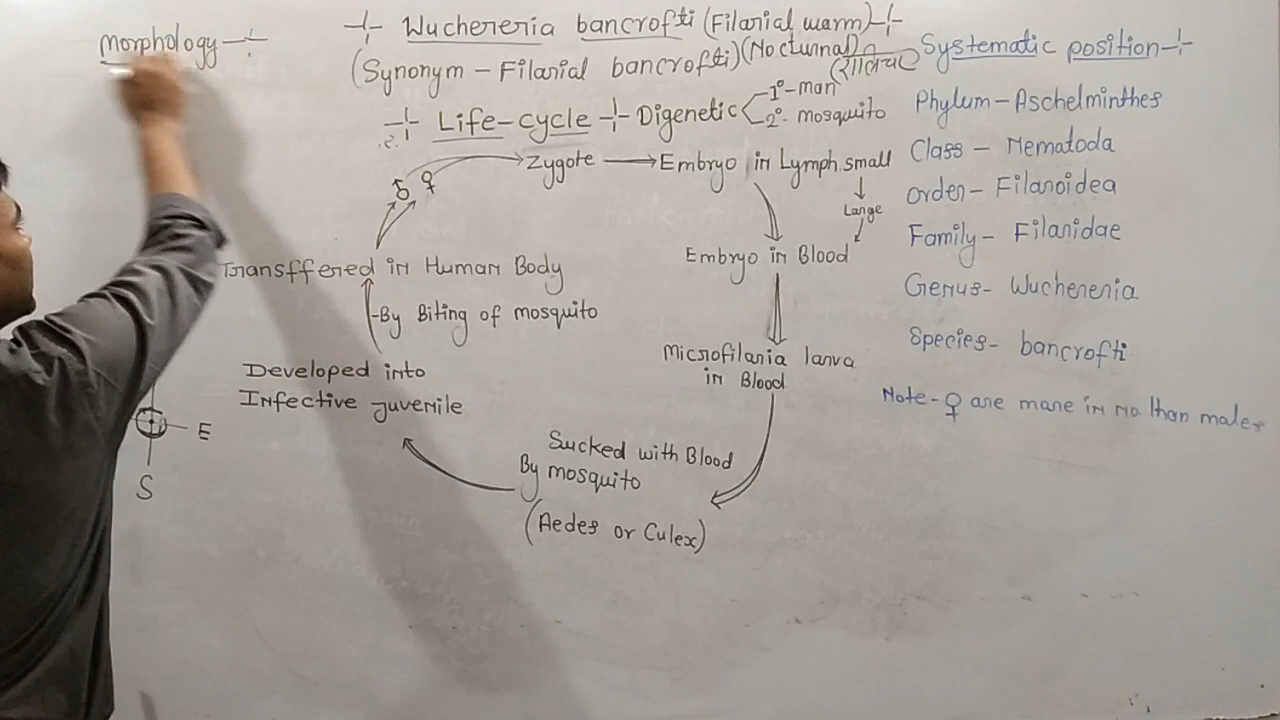 Morphology -:-
-:- Wuchereria bancrofti (Filarial warm) -:-
(Synonym - Filarial bancrofti) (Nocturnal)
-:- Life-cycle -:- Digenetic
1° - man
2° - mosquito
♂ ♀ → Zygote → Embryo in Lymph small
↓
Large
Embryo in Blood
Microfilaria larva
in Blood
Sucked with Blood
By mosquito
(Aedes or Culex)
Developed into
Infective juvenile
-By Biting of mosquito
Transffered in Human Body
Systematic position -:-
Phylum - Aschelminthes
Class - Nematoda
Order - Filarioidea
Family - Filaridae
Genus - Wuchereria
Species - bancrofti
Note - ♀ are more in no. than males
E
S